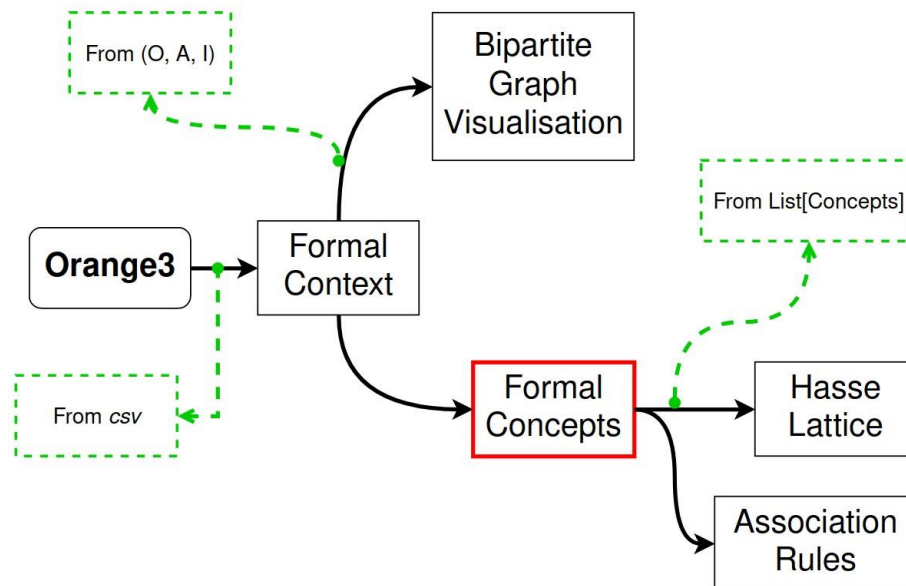 From (O, A, I)
Bipartite
Graph
Visualisation
From List[Concepts]
Orange3
Formal
Context
From csv
Formal
Concepts
Hasse
Lattice
Association
Rules